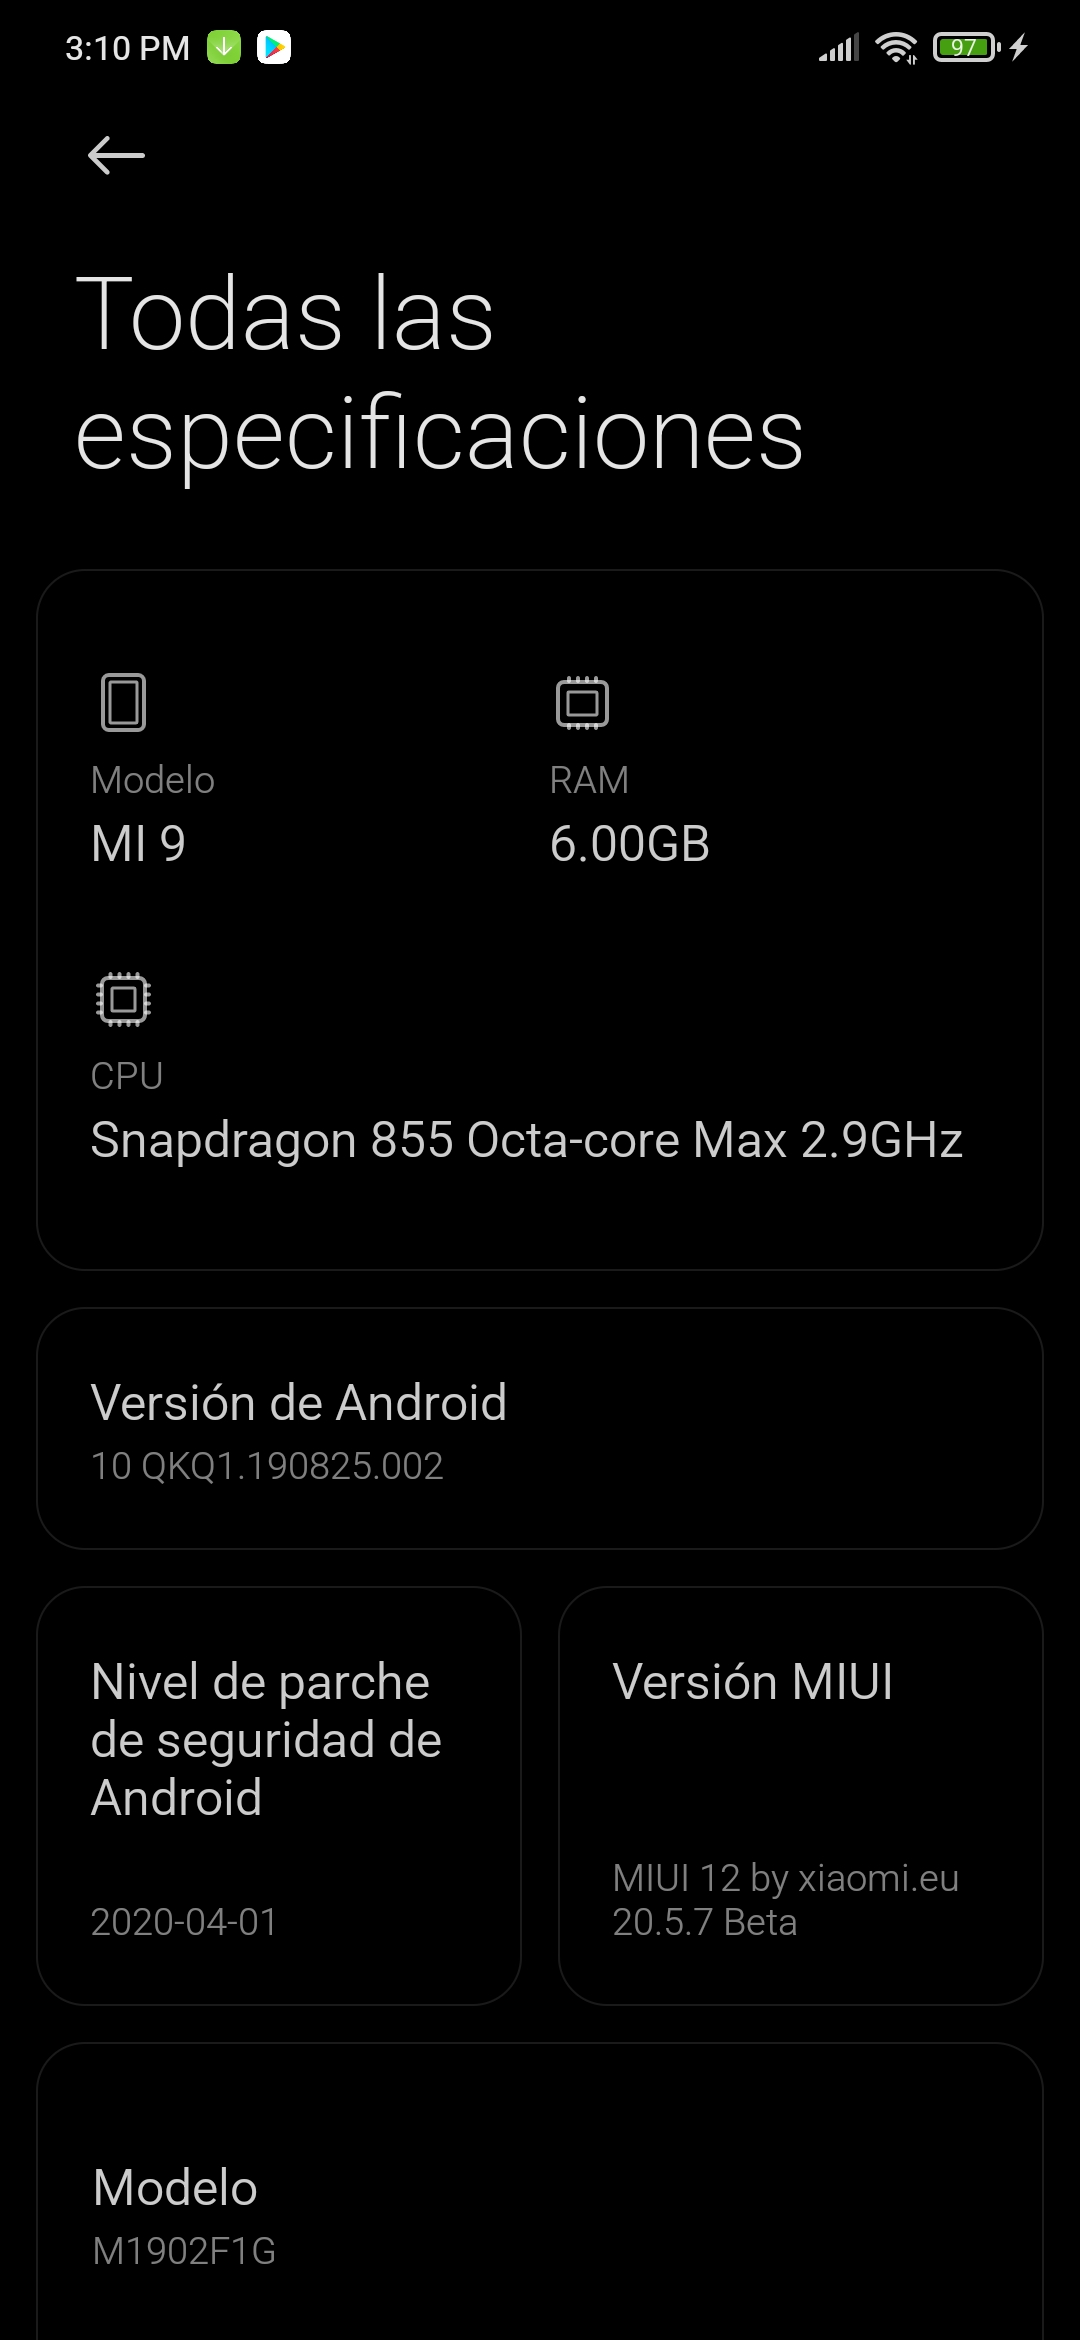 3:10 PM
97
Todas las
especificaciones
Modelo
MI 9
RAM
6.00GB
CPU
Snapdragon 855 Octa-core Max 2.9GHz
Versión de Android
10 QKQ1.190825.002
Nivel de parche
de seguridad de
Android
2020-04-01
Versión MIUI
MIUI 12 by xiaomi.eu
20.5.7 Beta
Modelo
M1902F1G